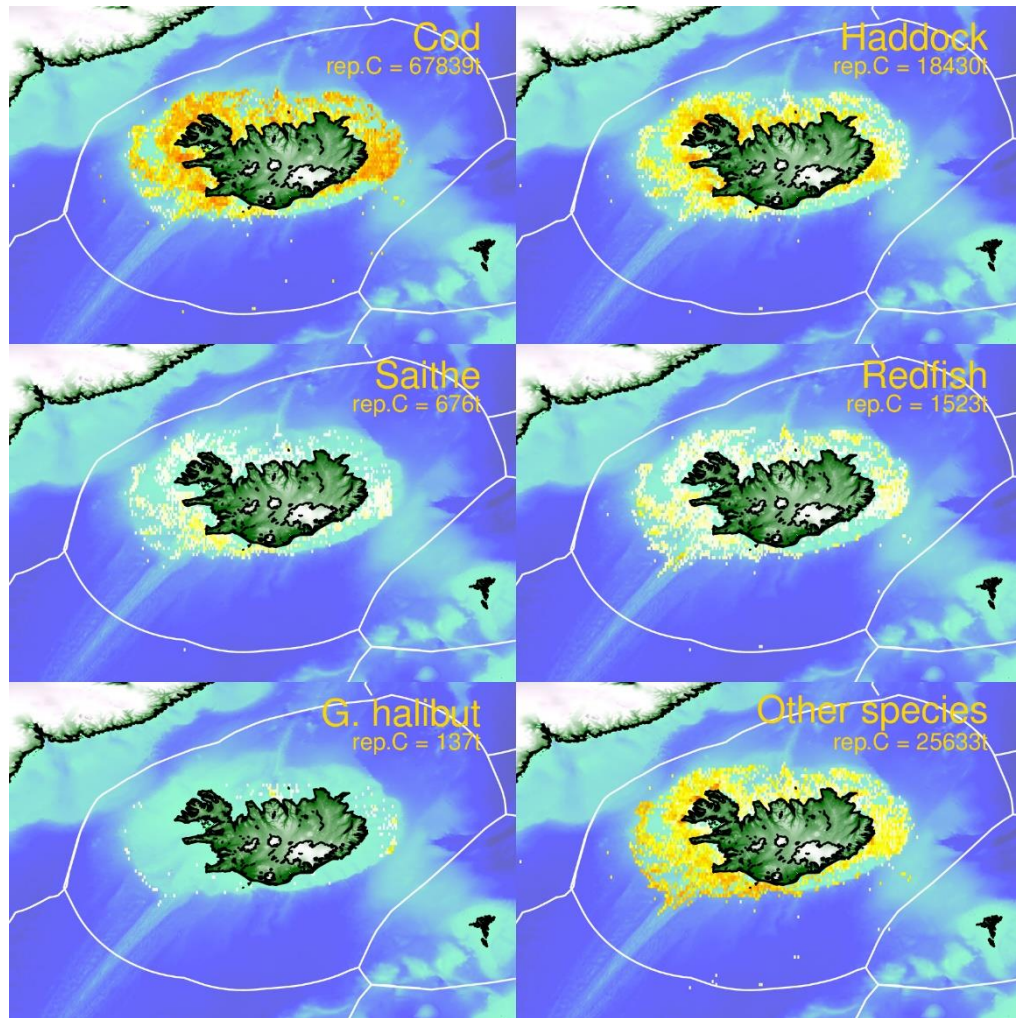 Cod
rep.C = 67839t
Haddock
rep.C = 18430t
Saithe
rep.C = 676t
Redfish
rep.C = 1523t
G. halibut
rep.C = 137t
Other species
rep.C = 25633t